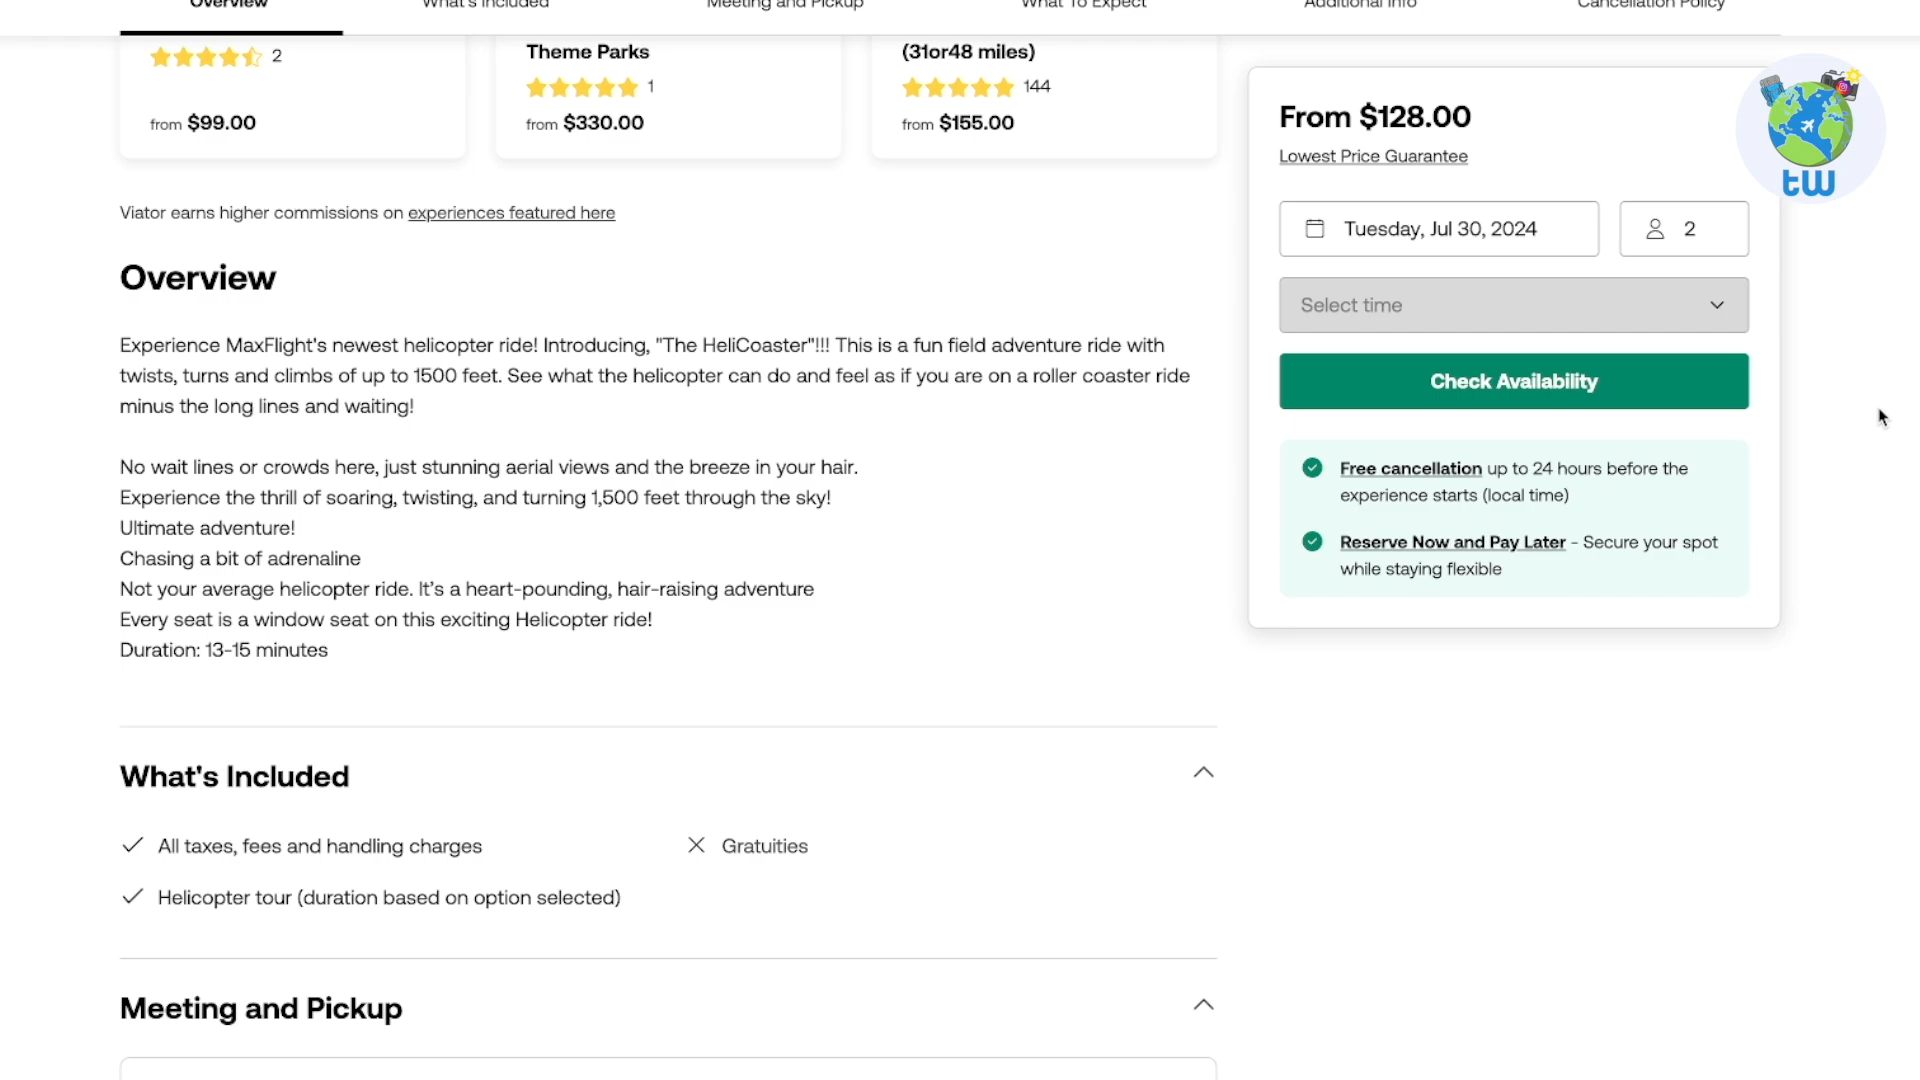 Overview
What's Included
Meeting and Pickup
What To Expect
Additional Info
Cancellation Policy
2
from $99.00
Theme Parks
1
from $330.00
(31or48 miles)
144
from $155.00
Viator earns higher commissions on experiences featured here
Overview
Experience MaxFlight's newest helicopter ride! Introducing, "The HeliCoaster"!!! This is a fun field adventure ride with
twists, turns and climbs of up to 1500 feet. See what the helicopter can do and feel as if you are on a roller coaster ride
minus the long lines and waiting!
No wait lines or crowds here, just stunning aerial views and the breeze in your hair.
Experience the thrill of soaring, twisting, and turning 1,500 feet through the sky!
Ultimate adventure!
Chasing a bit of adrenaline
Not your average helicopter ride. It’s a heart-pounding, hair-raising adventure
Every seat is a window seat on this exciting Helicopter ride!
Duration: 13-15 minutes
What's Included
All taxes, fees and handling charges
Gratuities
Helicopter tour (duration based on option selected)
Meeting and Pickup
From $128.00
Lowest Price Guarantee
Tuesday, Jul 30, 2024
2
Select time
Check Availability
Free cancellation up to 24 hours before the
experience starts (local time)
Reserve Now and Pay Later - Secure your spot
while staying flexible
tw